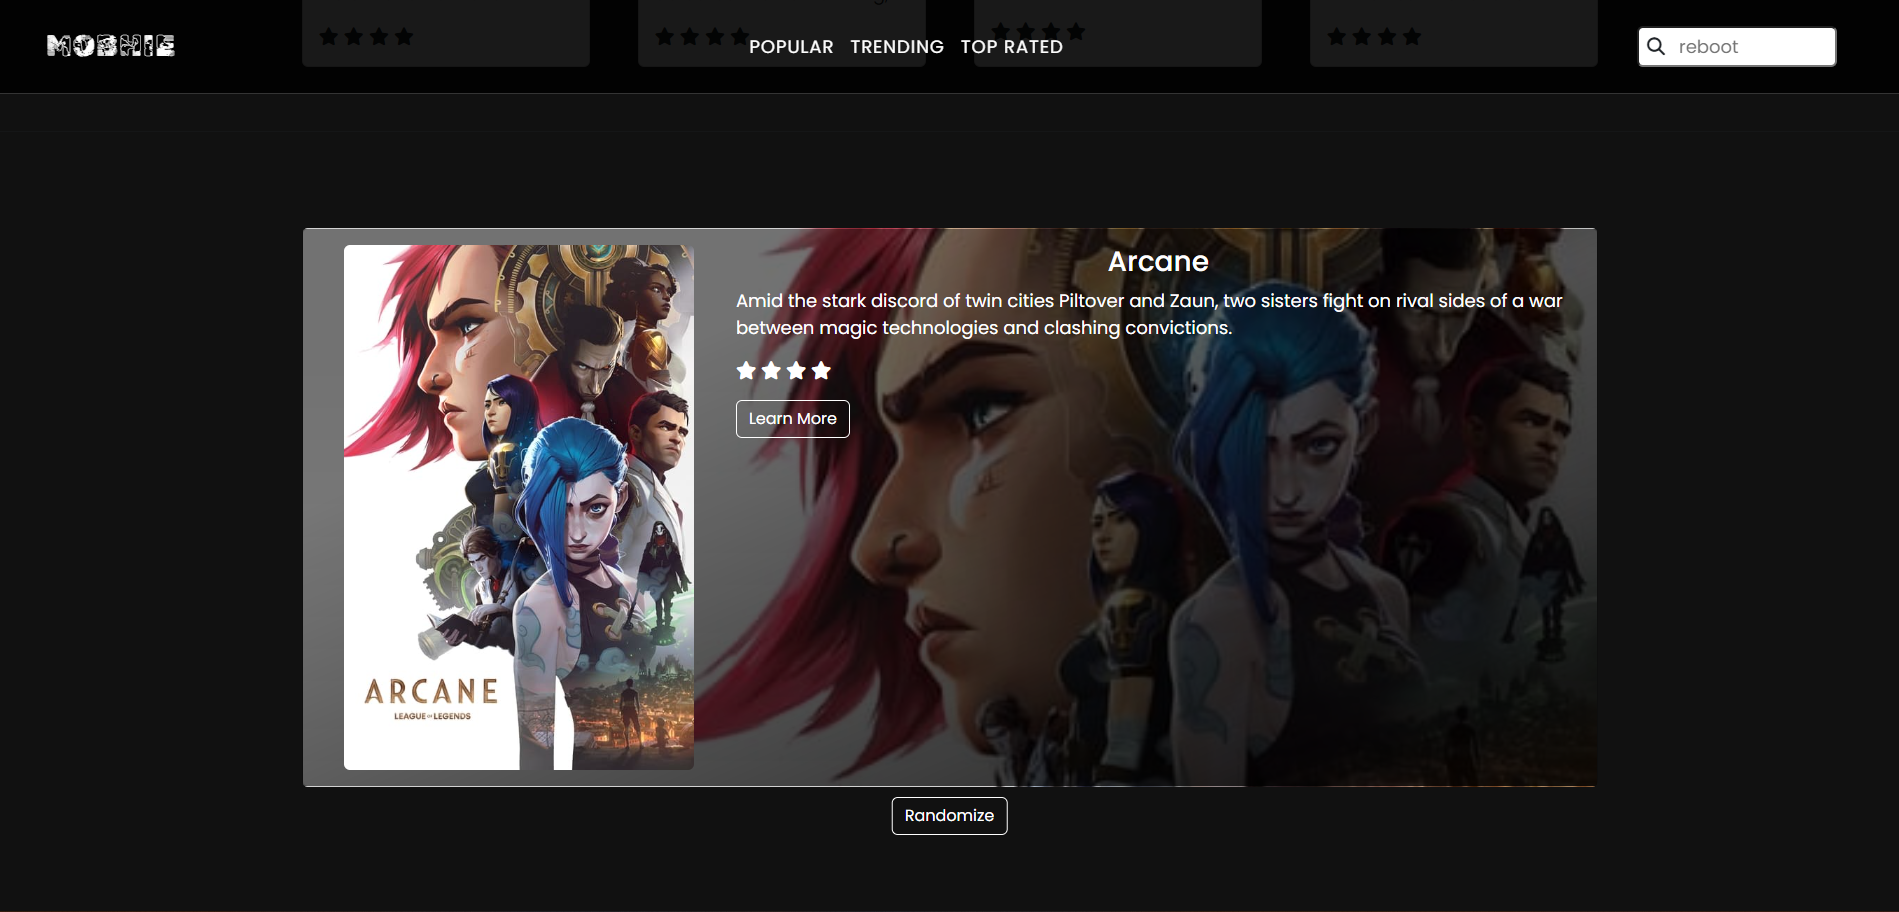 MOBHIE
POPULAR TRENDING TOP RATED
reboot
Arcane
Amid the stark discord of twin cities Piltover and Zaun, two sisters fight on rival sides of a war
between magic technologies and clashing convictions.
Learn More
ARCANE
LEAGUE OF LEGENDS
Randomize